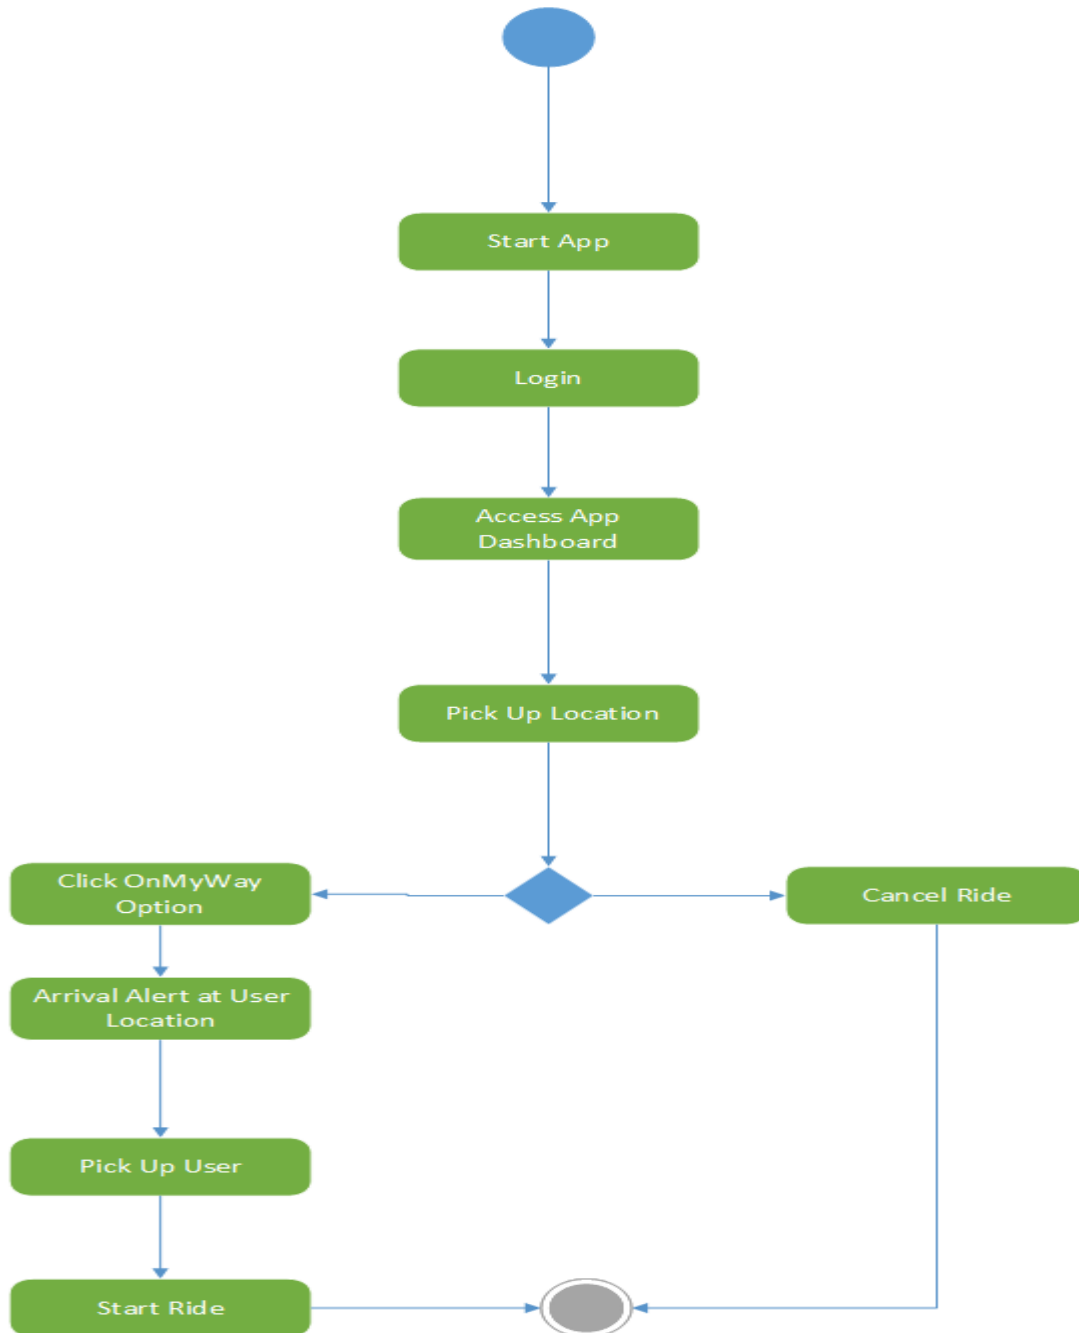 Start App
Login
Access App
Dashboard
Pick Up Location
Click OnMyWay
Option
Cancel Ride
Arrival Alert at User
Location
Pick Up User
Start Ride